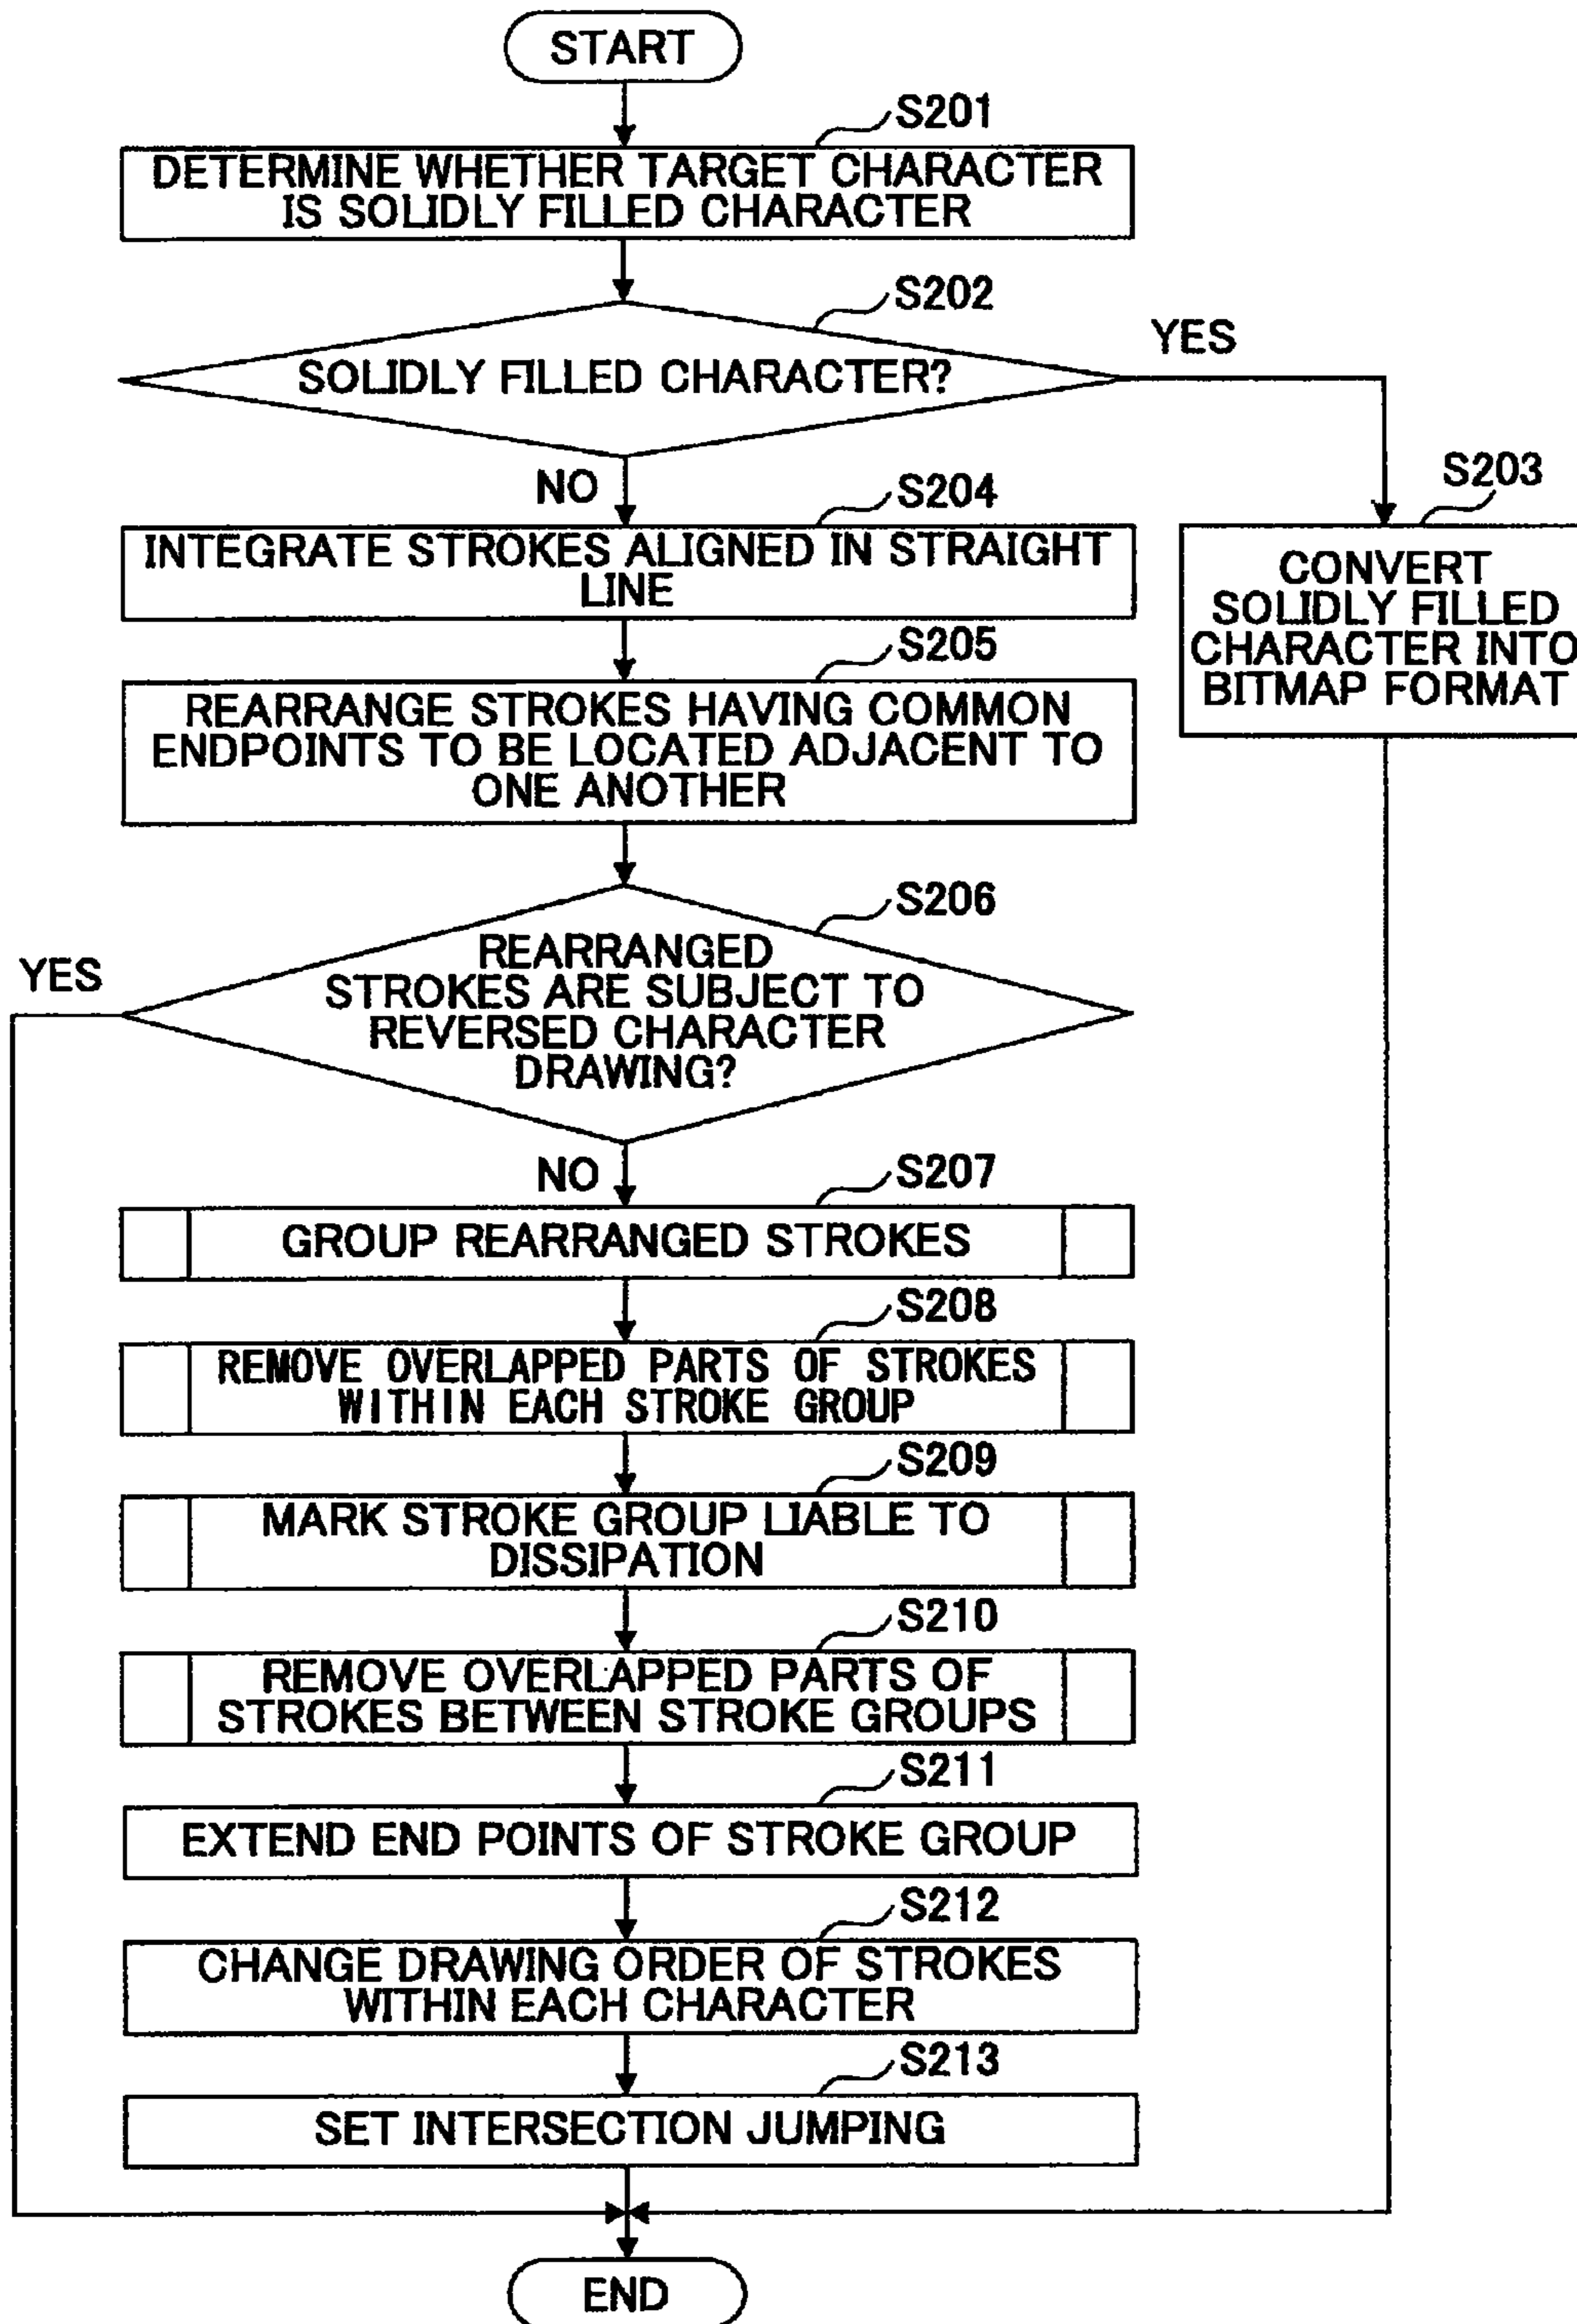 START
S201
DETERMINE WHETHER TARGET CHARACTER
IS SOLIDLY FILLED CHARACTER
S202
SOLIDLY FILLED CHARACTER?
YES
NO
S203
CONVERT
SOLIDLY FILLED
CHARACTER INTO
BITMAP FORMAT
S204
INTEGRATE STROKES ALIGNED IN STRAIGHT
LINE
S205
REARRANGE STROKES HAVING COMMON
ENDPOINTS TO BE LOCATED ADJACENT TO
ONE ANOTHER
S206
REARRANGED
STROKES ARE SUBJECT TO
REVERSED CHARACTER
DRAWING?
YES
NO
S207
GROUP REARRANGED STROKES
S208
REMOVE OVERLAPPED PARTS OF STROKES
WITHIN EACH STROKE GROUP
S209
MARK STROKE GROUP LIABLE TO
DISSIPATION
S210
REMOVE OVERLAPPED PARTS OF
STROKES BETWEEN STROKE GROUPS
S211
EXTEND END POINTS OF STROKE GROUP
S212
CHANGE DRAWING ORDER OF STROKES
WITHIN EACH CHARACTER
S213
SET INTERSECTION JUMPING
END